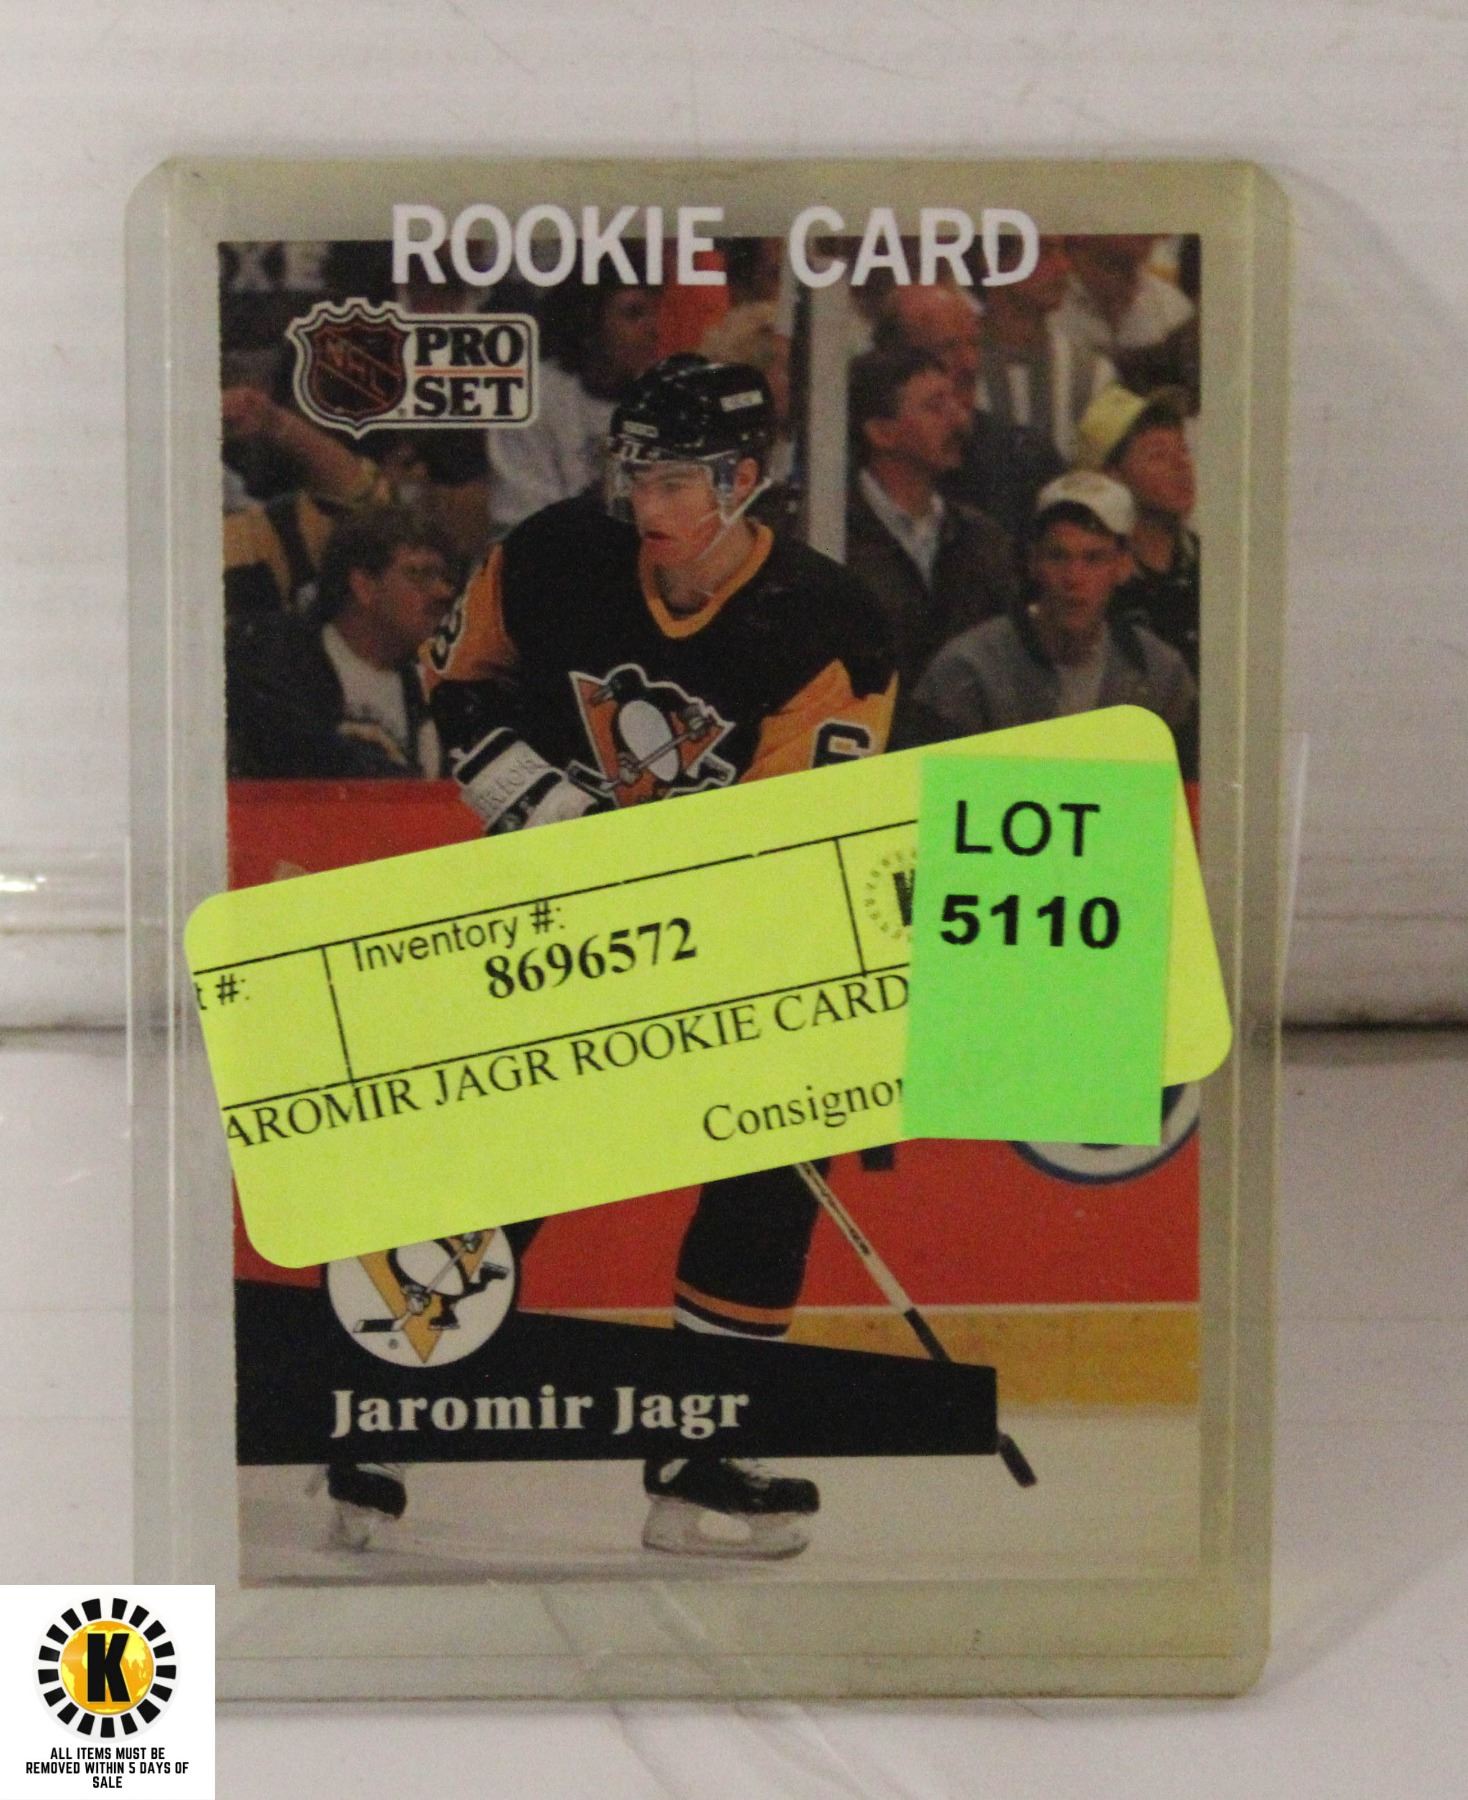 ROOKIE CARD
NHL
PRO
SET
LOT
5110
Inventory #:
t #:
8696572
AROMIR JAGR ROOKIE CARD
Consignor
Jaromir Jagr
K
ALL ITEMS MUST BE
REMOVED WITHIN 5 DAYS OF
SALE